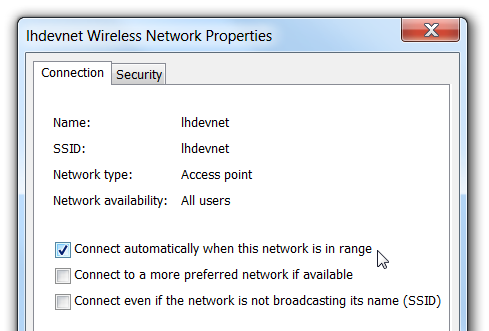 lhdevnet Wireless Network Properties
Connection Security
Name: lhdevnet
SSID: lhdevnet
Network type: Access point
Network availability: All users
Connect automatically when this network is in range
Connect to a more preferred network if available
Connect even if the network is not broadcasting its name (SSID)